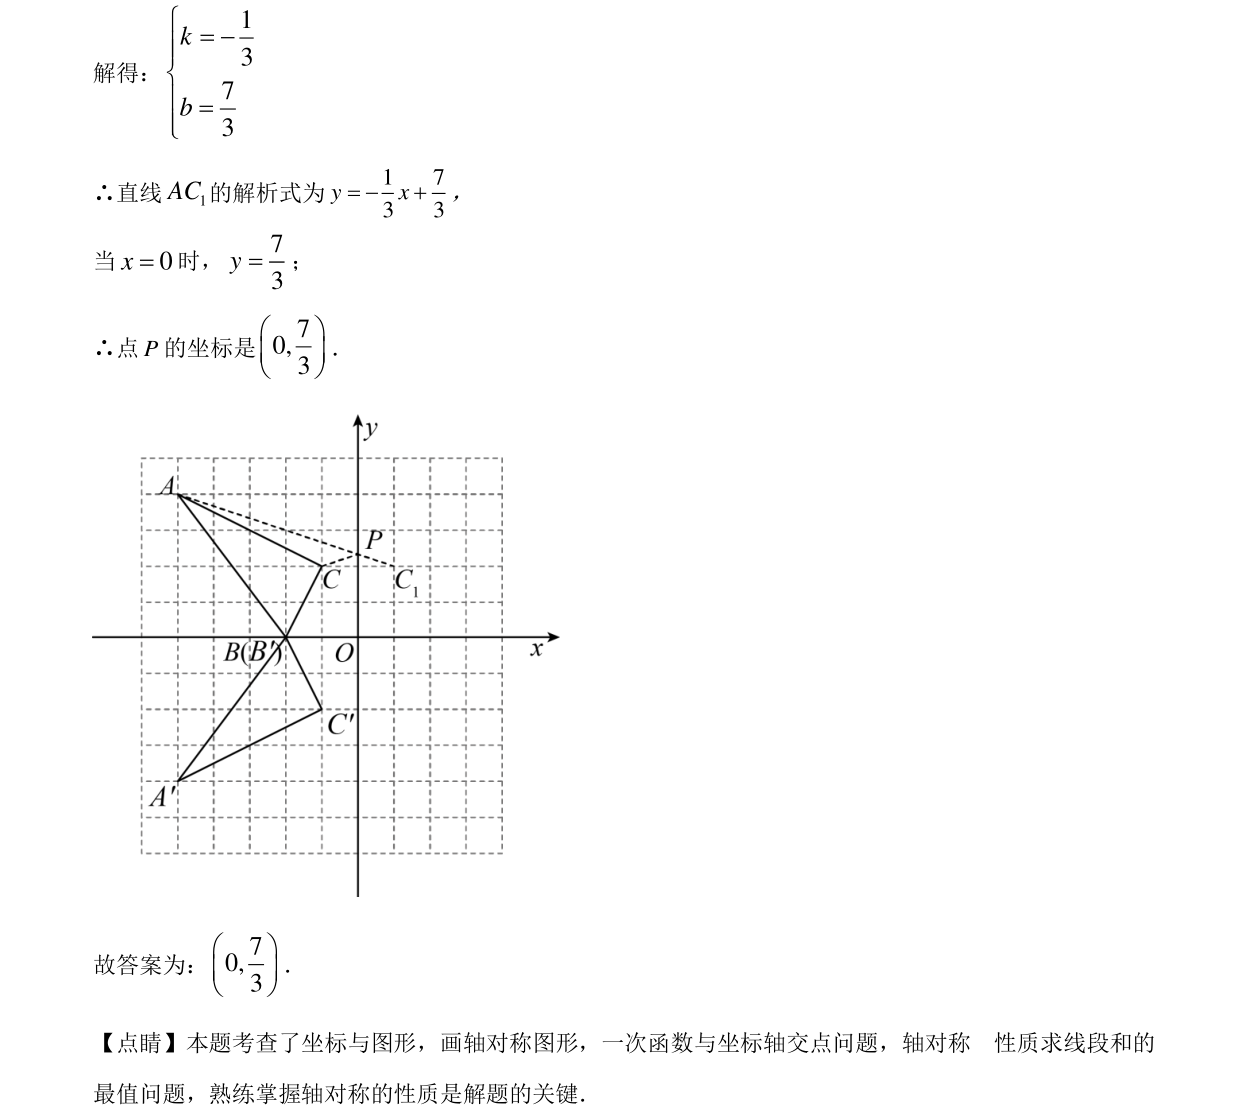 解得：{k=-1/3
b=7/3
∴直线AC₁的解析式为y=-1/3x+7/3，
当x=0时，y=7/3；
∴点P的坐标是(0,7/3)．
y
A
P
C
C₁
B(B')
O
x
C'
A'
故答案为：(0,7/3)．
【点睛】本题考查了坐标与图形，画轴对称图形，一次函数与坐标轴交点问题，轴对称 性质求线段和的
最值问题，熟练掌握轴对称的性质是解题的关键．